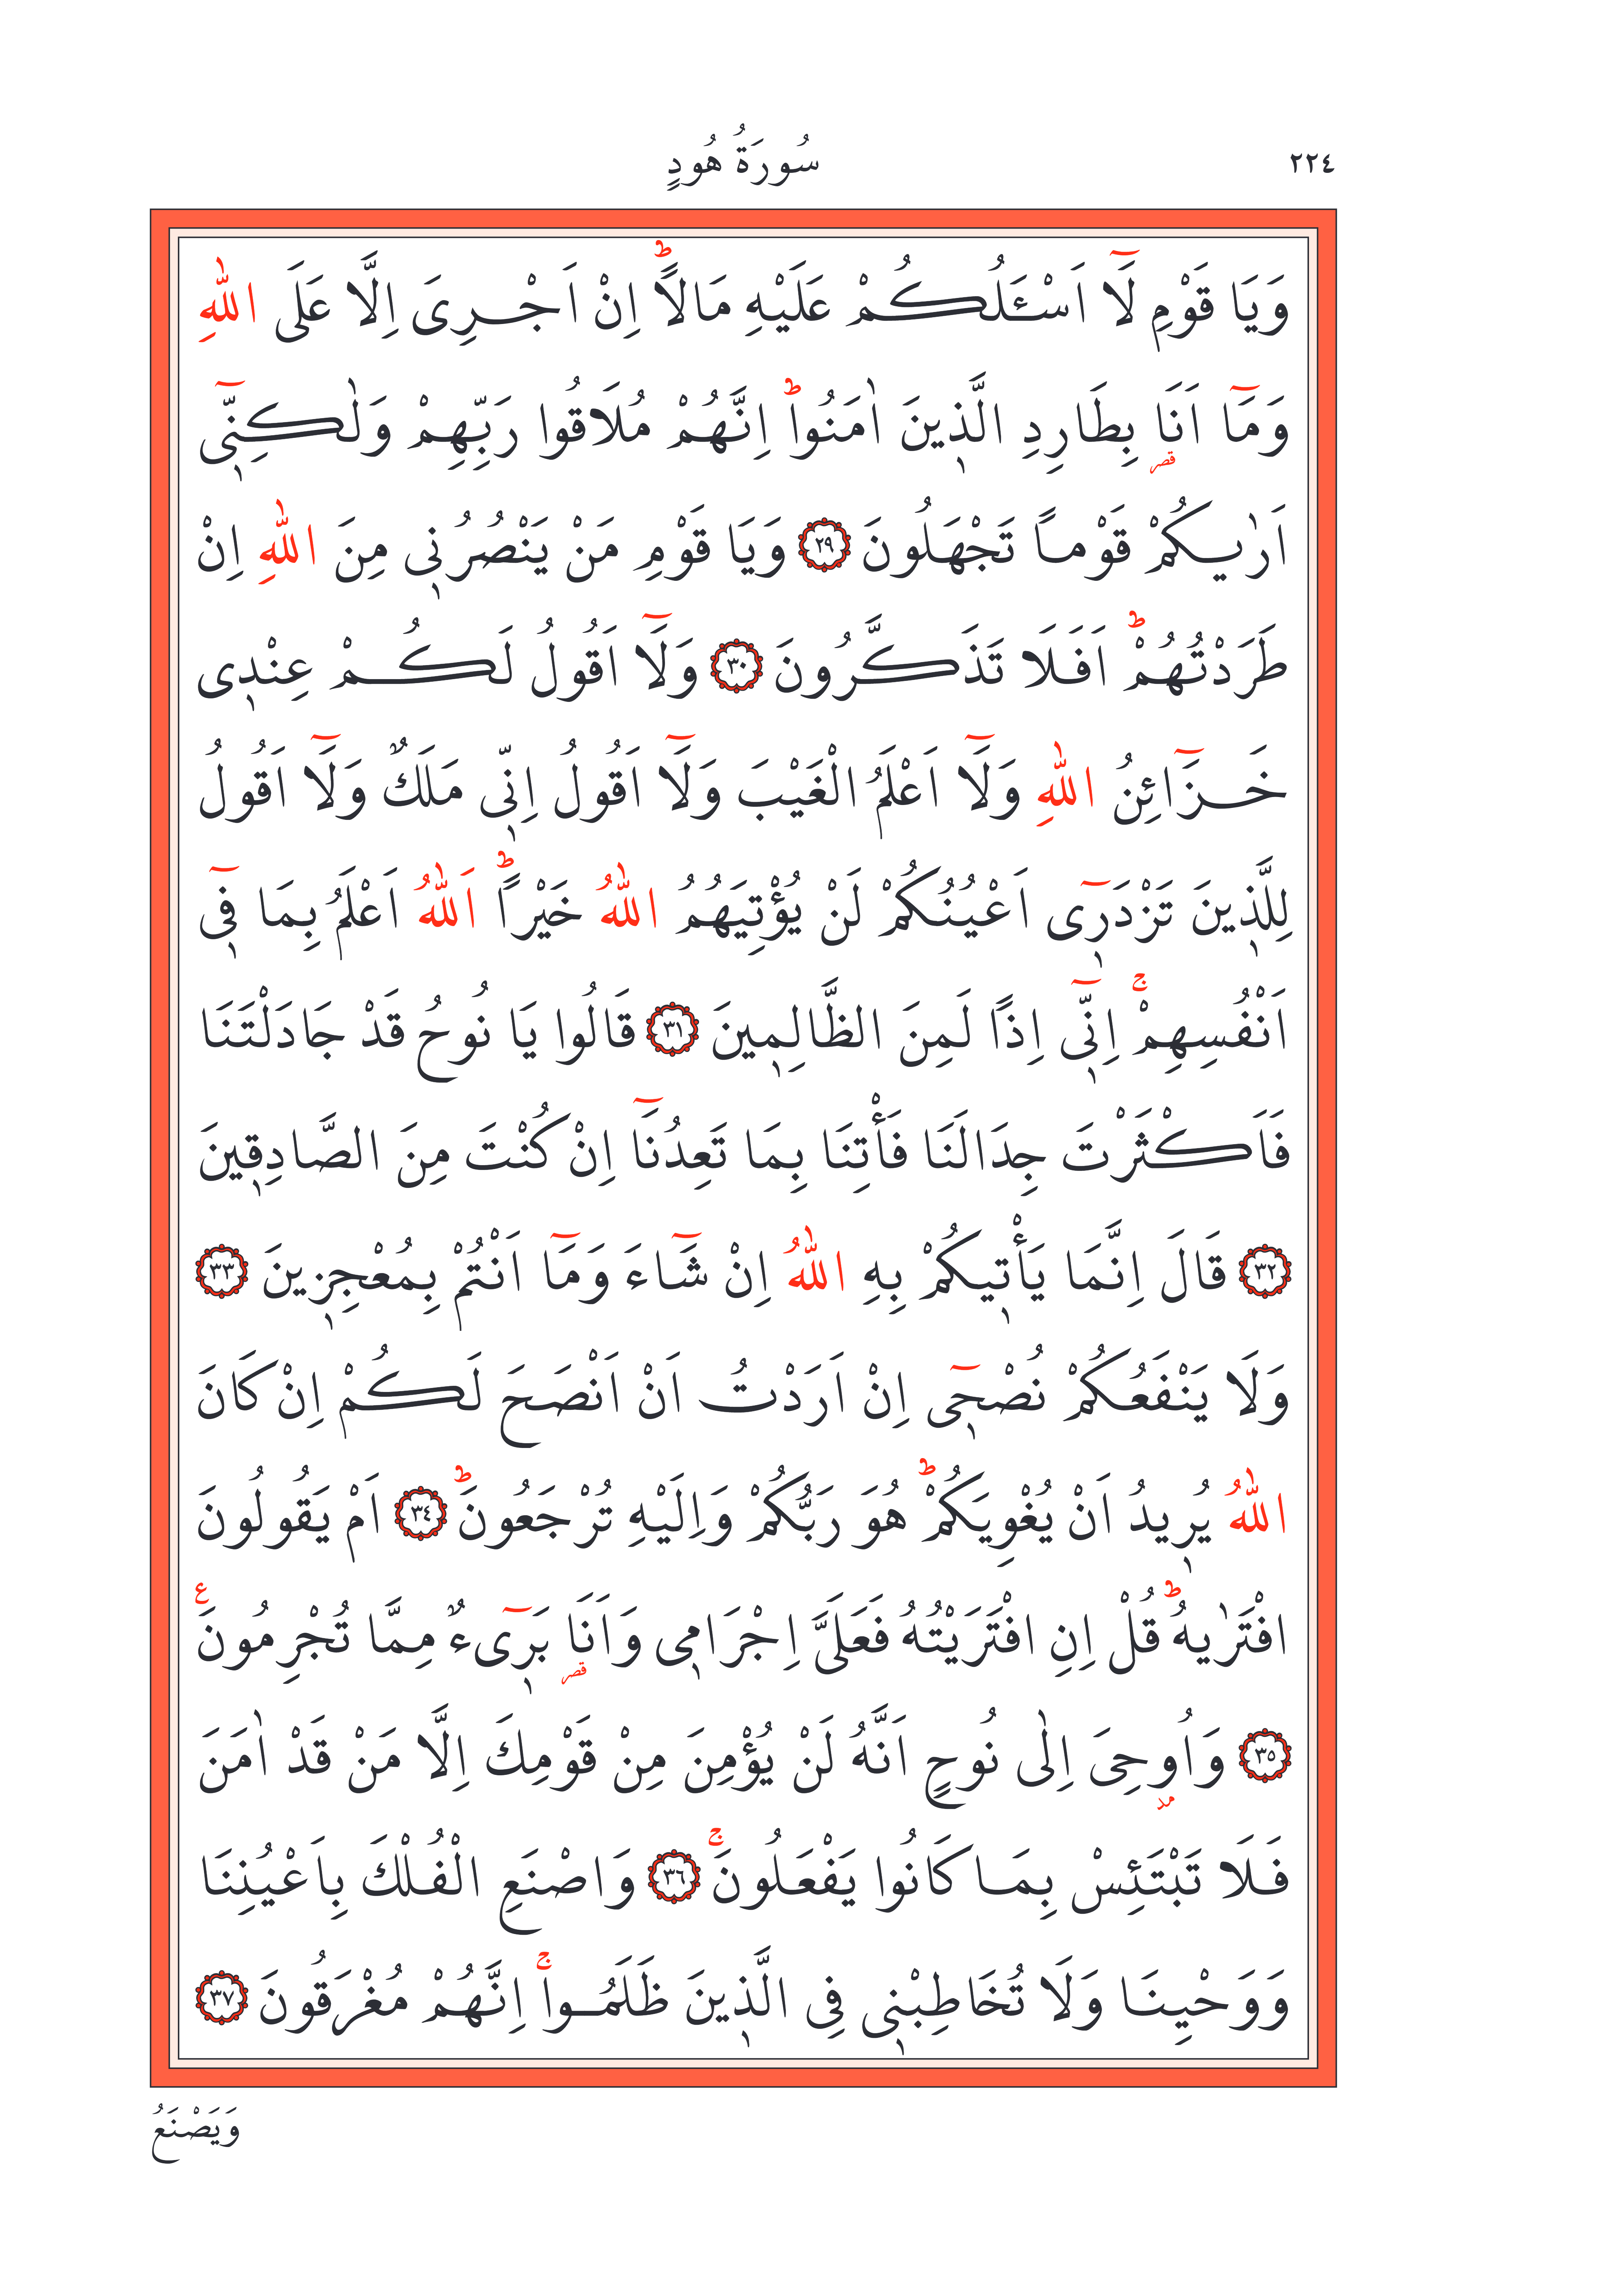 ٢٢٤
سُورَةُ هُودٍ
وَيَا قَوْمِ لَٓا اَسْـَٔلُكُمْ عَلَيْهِ مَالًاۜ اِنْ اَجْرِىَ اِلَّا عَلَى اللّٰهِ
وَمَٓا اَنَا۬ بِطَارِدِ الَّذ۪ينَ اٰمَنُواۜ اِنَّهُمْ مُلَاقُوا رَبِّهِمْ وَلٰكِنّ۪ٓى
اَرٰيكُمْ قَوْماً تَجْهَلُونَ ﴿٢٩﴾ وَيَا قَوْمِ مَنْ يَنْصُرُن۪ى مِنَ اللّٰهِ اِنْ
طَرَدْتُهُمْۜ اَفَلَا تَذَكَّرُونَ ﴿٣٠﴾ وَلَٓا اَقُولُ لَكُمْ عِنْد۪ى
خَزَٓائِنُ اللّٰهِ وَلَٓا اَعْلَمُ الْغَيْبَ وَلَٓا اَقُولُ اِنّ۪ى مَلَكٌ وَلَٓا اَقُولُ
لِلَّذ۪ينَ تَزْدَر۪ٓى اَعْيُنُكُمْ لَنْ يُؤْتِيَهُمُ اللّٰهُ خَيْراًۜ اَللّٰهُ اَعْلَمُ بِمَا ف۪ٓى
اَنْفُسِهِمْۚ اِنّ۪ٓى اِذًا لَمِنَ الظَّالِم۪ينَ ﴿٣١﴾ قَالُوا يَا نُوحُ قَدْ جَادَلْتَنَا
فَاَكْثَرْتَ جِدَالَنَا فَأْتِنَا بِمَا تَعِدُنَٓا اِنْ كُنْتَ مِنَ الصَّادِق۪ينَ
﴿٣٢﴾ قَالَ اِنَّمَا يَأْت۪يكُمْ بِهِ اللّٰهُ اِنْ شَٓاءَ وَمَٓا اَنْتُمْ بِمُعْجِز۪ينَ ﴿٣٣﴾
وَلَا يَنْفَعُكُمْ نُصْح۪ٓى اِنْ اَرَدْتُ اَنْ اَنْصَحَ لَكُمْ اِنْ كَانَ
اللّٰهُ يُر۪يدُ اَنْ يُغْوِيَكُمْۜ هُوَ رَبُّكُمْ وَاِلَيْهِ تُرْجَعُونَۜ ﴿٣٤﴾ اَمْ يَقُولُونَ
افْتَرٰيهُۜ قُلْ اِنِ افْتَرَيْتُهُ فَعَلَىَّ اِجْرَام۪ى وَاَنَا۬ بَر۪ٓىءٌ مِمَّا تُجْرِمُونَ۟
﴿٣٥﴾ وَاُو۫حِىَ اِلٰى نُوحٍ اَنَّهُ لَنْ يُؤْمِنَ مِنْ قَوْمِكَ اِلَّا مَنْ قَدْ اٰمَنَ
فَلَا تَبْتَئِسْ بِمَا كَانُوا يَفْعَلُونَۚ ﴿٣٦﴾ وَاصْنَعِ الْفُلْكَ بِاَعْيُنِنَا
وَوَحْيِنَا وَلَا تُخَاطِبْن۪ى فِى الَّذ۪ينَ ظَلَمُواۚ اِنَّهُمْ مُغْرَقُونَ ﴿٣٧﴾
وَيَصْنَعُ